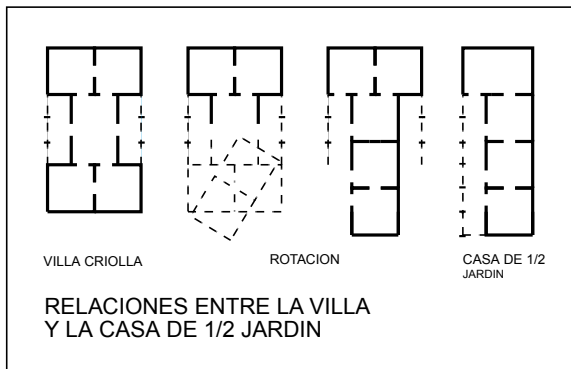 VILLA CRIOLLA
ROTACION
CASA DE 1/2
JARDIN
RELACIONES ENTRE LA VILLA
Y LA CASA DE 1/2 JARDIN